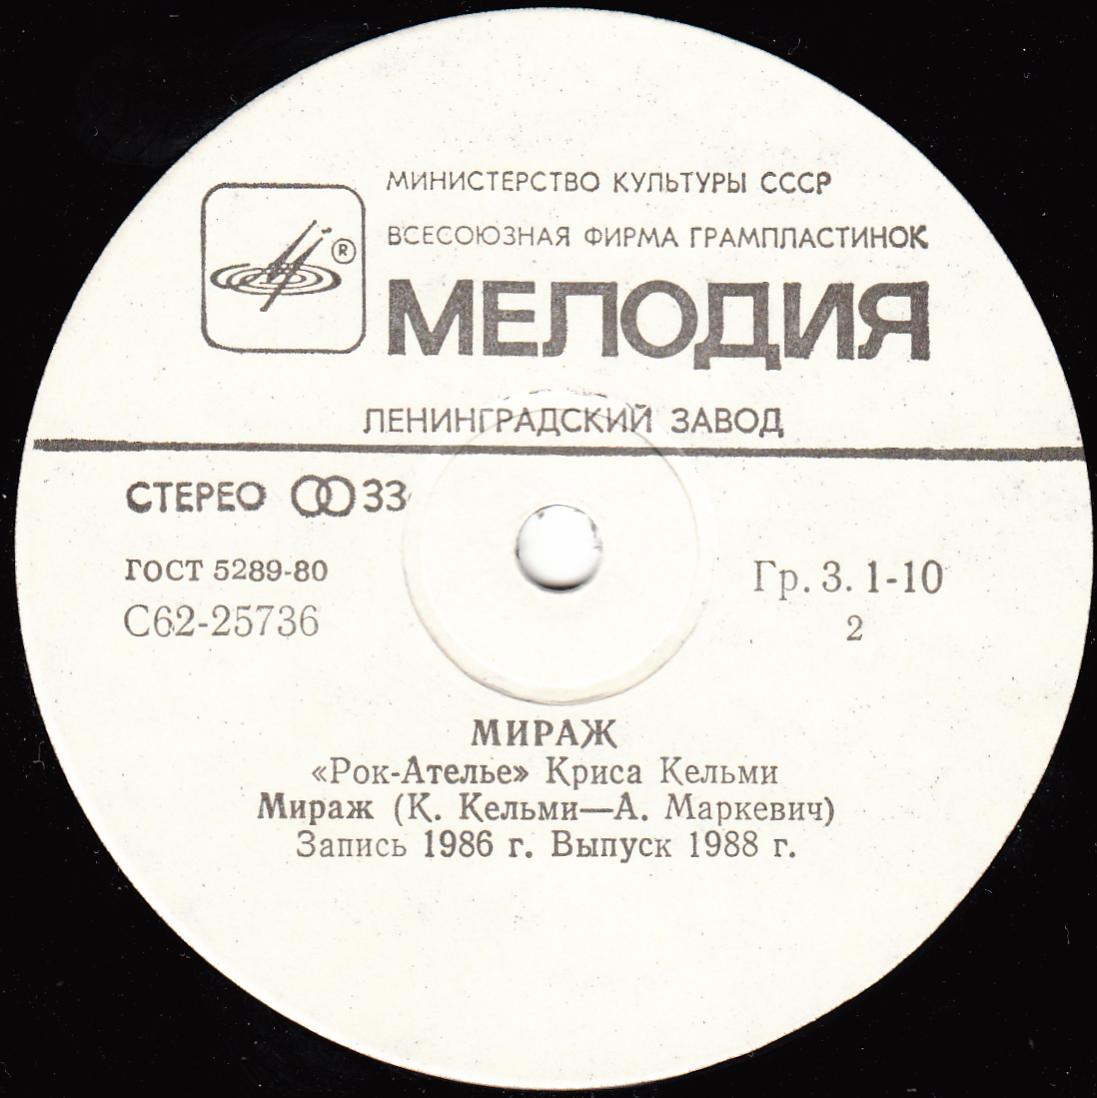 МИНИСТЕРСТВО КУЛЬТУРЫ СССР
ВСЕСОЮЗНАЯ ФИРМА ГРАМПЛАСТИНОК
®
МЕЛОДИЯ
ЛЕНИНГРАДСКИЙ ЗАВОД
СТЕРЕО 33
ГОСТ 5289-80
Гр. 3. 1-10
С62-25736
2
МИРАЖ
«Рок-Ателье» Криса Кельми
Мираж (К. Кельми—А. Маркевич)
Запись 1986 г. Выпуск 1988 г.